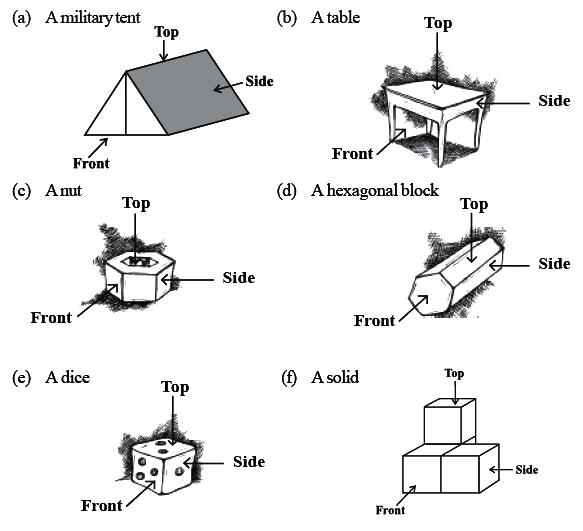 (a) A military tent
Top
Side
Front
(b) A table
Top
Side
Front
(c) A nut
Top
Side
Front
(d) A hexagonal block
Top
Side
Front
(e) A dice
Top
Side
Front
(f) A solid
Top
Side
Front